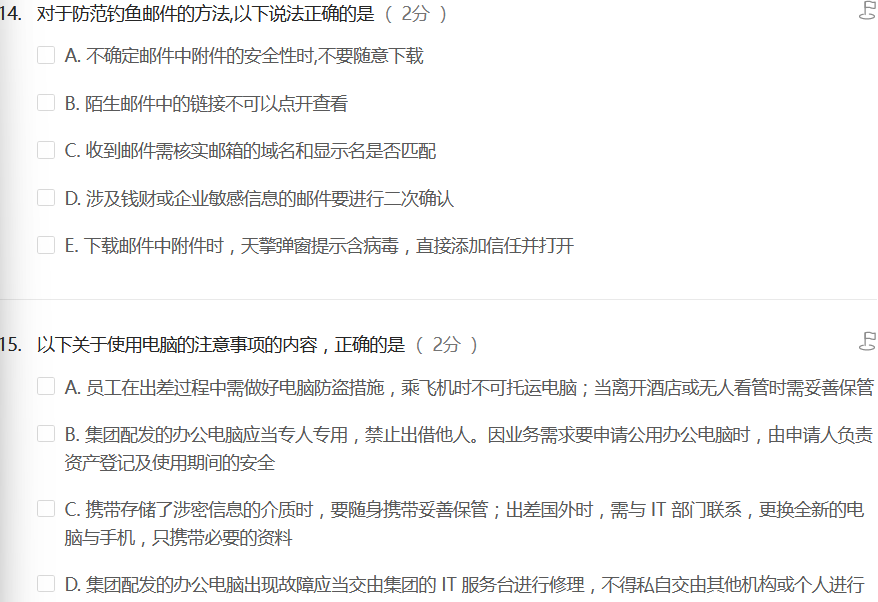 14. 对于防范钓鱼邮件的方法,以下说法正确的是（ 2分 ）
A. 不确定邮件中附件的安全性时,不要随意下载
B. 陌生邮件中的链接不可以点开查看
C. 收到邮件需核实邮箱的域名和显示名是否匹配
D. 涉及钱财或企业敏感信息的邮件要进行二次确认
E. 下载邮件中附件时，天擎弹窗提示含病毒，直接添加信任并打开
15. 以下关于使用电脑的注意事项的内容，正确的是（ 2分 ）
A. 员工在出差过程中需做好电脑防盗措施，乘飞机时不可托运电脑；当离开酒店或无人看管时需妥善保管
B. 集团配发的办公电脑应当专人专用，禁止出借他人。因业务需求要申请公用办公电脑时，由申请人负责
资产登记及使用期间的安全
C. 携带存储了涉密信息的介质时，要随身携带妥善保管；出差国外时，需与 IT 部门联系，更换全新的电
脑与手机，只携带必要的资料
D. 集团配发的办公电脑出现故障应当交由集团的 IT 服务台进行修理，不得私自交由其他机构或个人进行